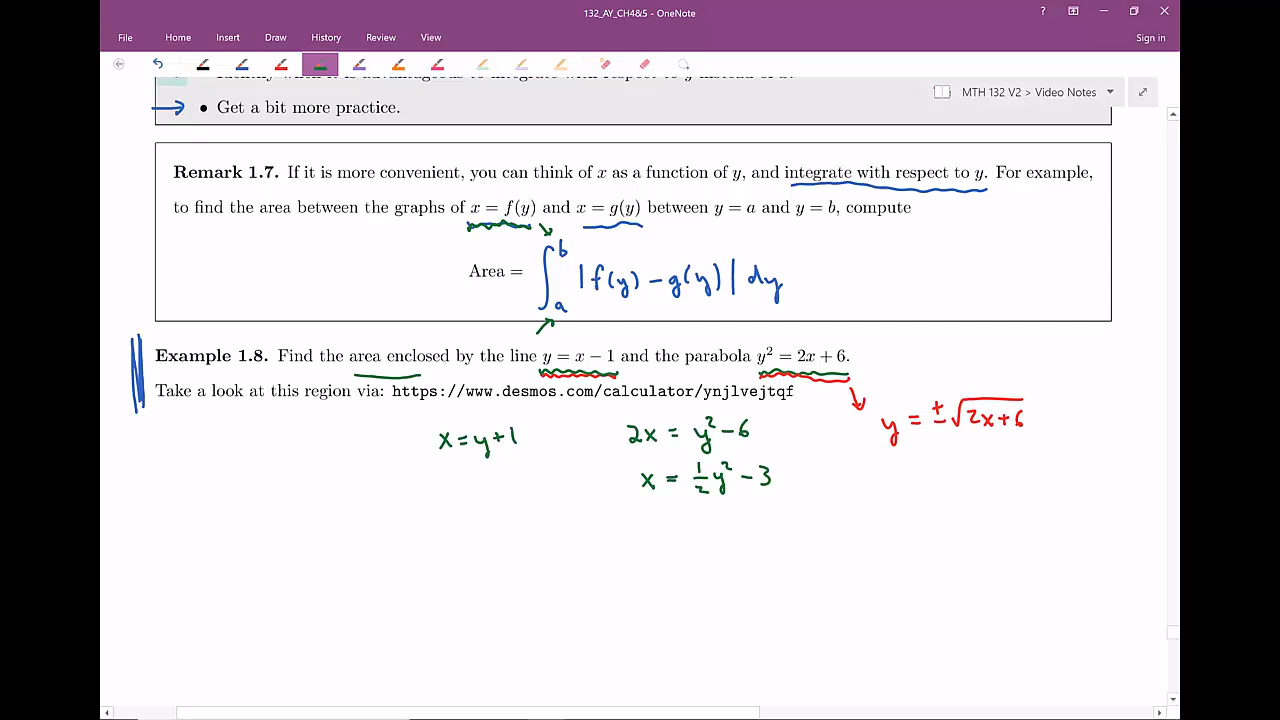 132_AY_CH4&5 - OneNote
File Home Insert Draw History Review View Sign in
MTH 132 V2 > Video Notes
• Get a bit more practice.
Remark 1.7. If it is more convenient, you can think of x as a function of y, and integrate with respect to y. For example,
to find the area between the graphs of x = f(y) and x = g(y) between y = a and y = b, compute
Area = ∫_a^b |f(y) - g(y)| dy
Example 1.8. Find the area enclosed by the line y = x − 1 and the parabola y² = 2x + 6.
Take a look at this region via: https://www.desmos.com/calculator/ynjlvejtqf
y = ±√(2x+6)
x = y+1
2x = y² - 6
x = ½y² - 3